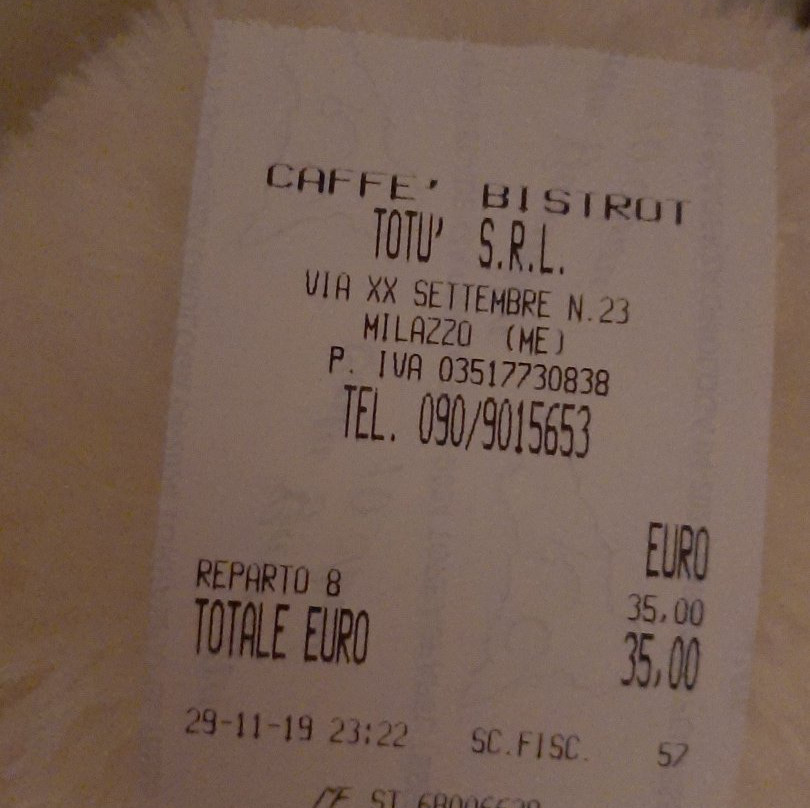 CAFFE' BISTROT
TOTU' S.R.L.
VIA XX SETTEMBRE N.23
MILAZZO (ME)
P. IVA 03517730838
TEL. 090/9015653
EURO
REPARTO 8 35,00
TOTALE EURO 35,00
29-11-19 23:22 SC.FISC. 57